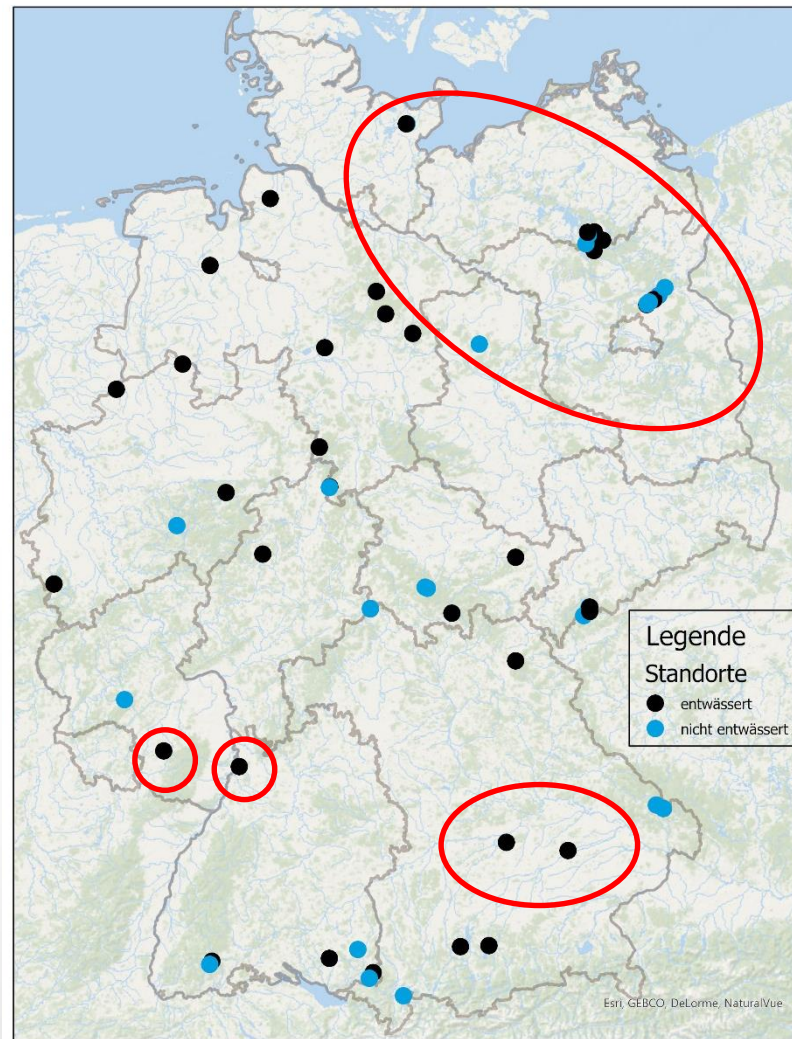 Legende
Standorte
entwässert
nicht entwässert
Esri, GEBCO, DeLorme, NaturalVue